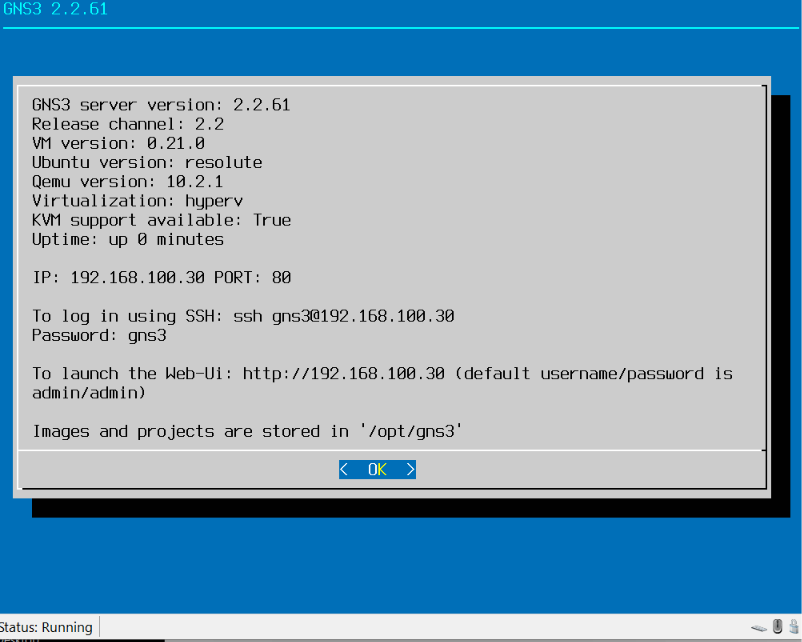 GNS3 2.2.61
GNS3 server version: 2.2.61
Release channel: 2.2
VM version: 0.21.0
Ubuntu version: resolute
Qemu version: 10.2.1
Virtualization: hyperv
KVM support available: True
Uptime: up 0 minutes
IP: 192.168.100.30 PORT: 80
To log in using SSH: ssh gns3@192.168.100.30
Password: gns3
To launch the Web-Ui: http://192.168.100.30 (default username/password is
admin/admin)
Images and projects are stored in '/opt/gns3'
< OK >
Status: Running